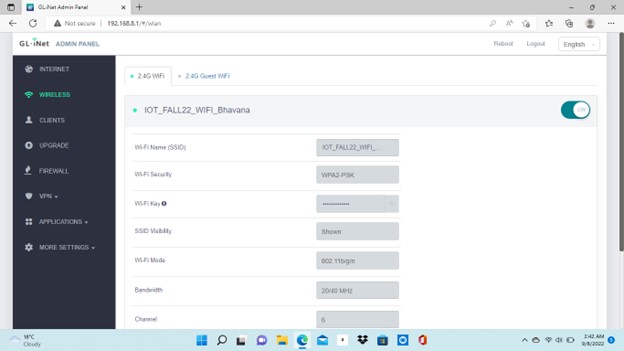 GL.iNet Admin Panel
Not secure | 192.168.8.1/#/wlan
GL·iNet ADMIN PANEL
Reboot Logout English
INTERNET
WIRELESS
CLIENTS
UPGRADE
FIREWALL
VPN
APPLICATIONS
MORE SETTINGS
2.4G WiFi
2.4G Guest WiFi
IOT_FALL22_WIFI_Bhavana
ON
Wi-Fi Name (SSID) IOT_FALL22_WIFI_...
Wi-Fi Security WPA2-PSK
Wi-Fi Key ••••••••••••••
SSID Visibility Shown
Wi-Fi Mode 802.11b/g/n
Bandwidth 20/40 MHz
Channel 6
18°C
Cloudy
2:42 AM
9/8/2022